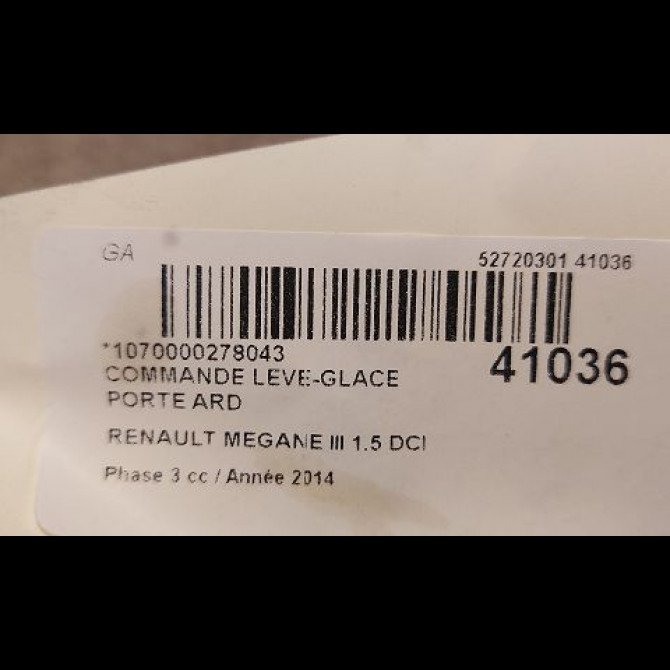 GA
52720301 41036
*1070000278043
41036
COMMANDE LEVE-GLACE
PORTE ARD
RENAULT MEGANE III 1.5 DCI
Phase 3 cc / Année 2014